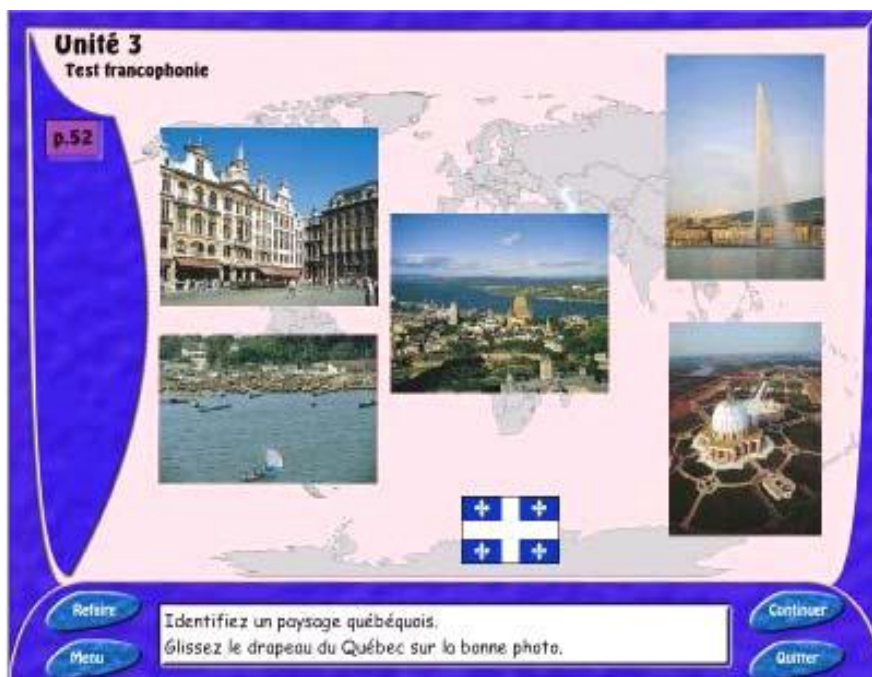 Unité 3
Test francophonie
p.52
Refaire
Menu
Identifiez un paysage québéquois.
Glissez le drapeau du Québec sur la bonne photo.
Continuer
Quitter